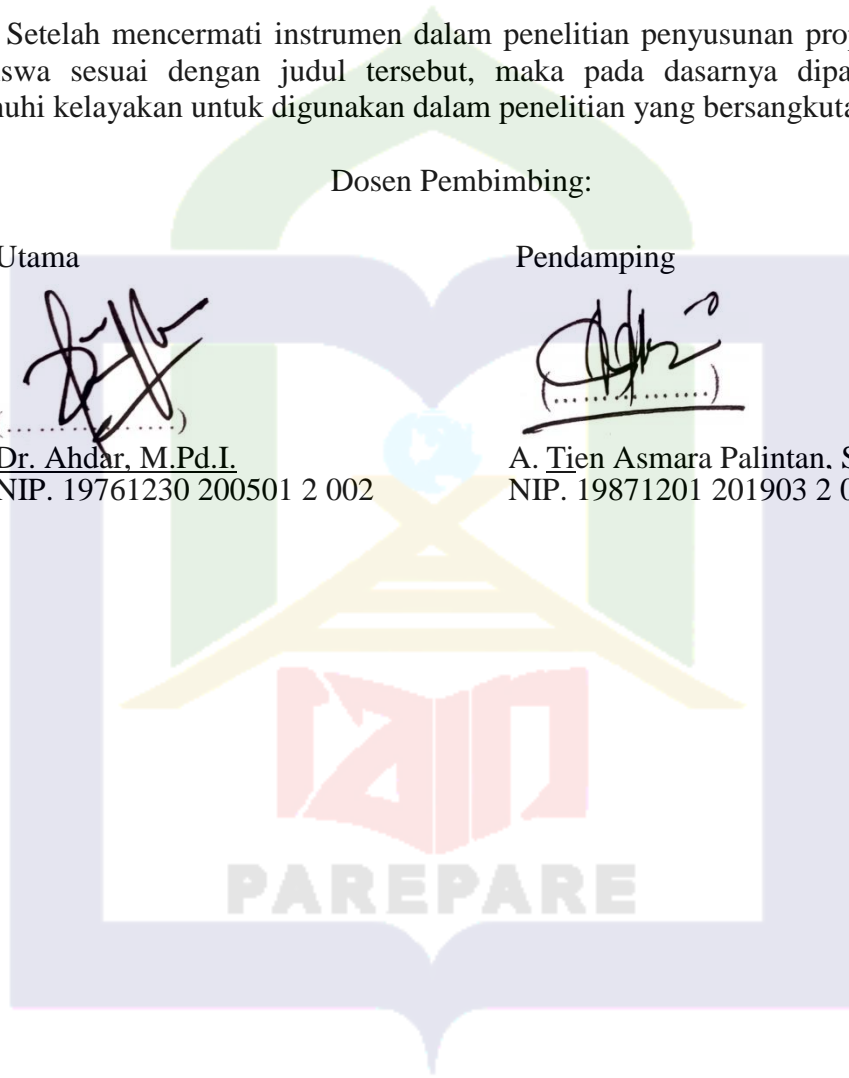 Setelah mencermati instrumen dalam penelitian penyusunan prop
swa sesuai dengan judul tersebut, maka pada dasarnya dipa
uhi kelayakan untuk digunakan dalam penelitian yang bersangkuta
Dosen Pembimbing:
Utama Pendamping
(....................) (....................)
Dr. Ahdar, M.Pd.I. A. Tien Asmara Palintan, S
NIP. 19761230 200501 2 002 NIP. 19871201 201903 2 0
iain
PAREPARE